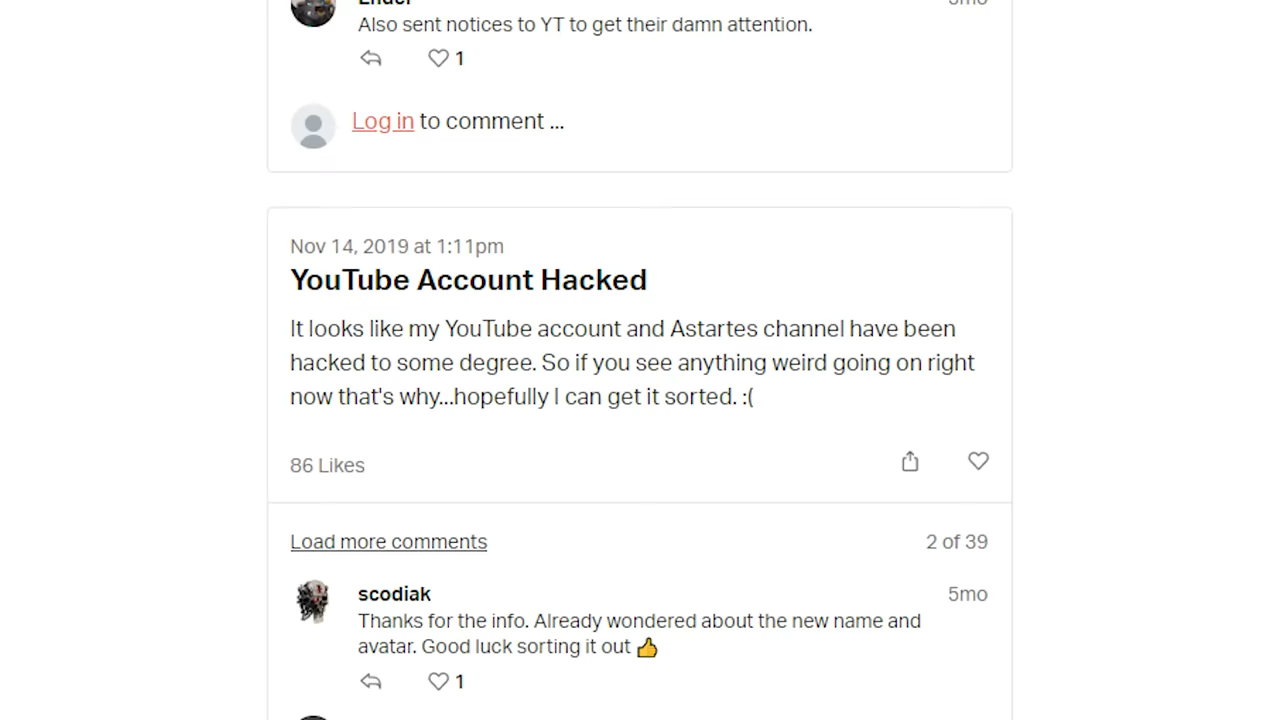 Also sent notices to YT to get their damn attention.
1
Log in to comment ...
Nov 14, 2019 at 1:11pm
YouTube Account Hacked
It looks like my YouTube account and Astartes channel have been
hacked to some degree. So if you see anything weird going on right
now that's why...hopefully I can get it sorted. :(
86 Likes
Load more comments
2 of 39
scodiak
5mo
Thanks for the info. Already wondered about the new name and
avatar. Good luck sorting it out 👍
1